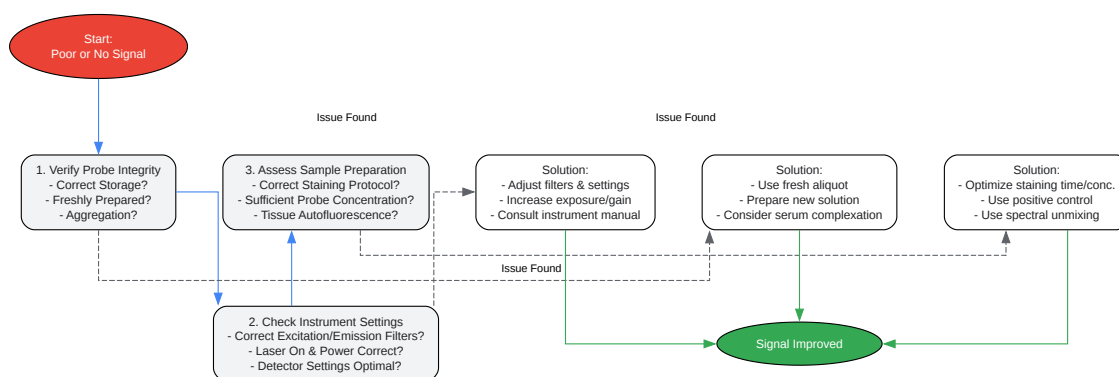 Start:
Poor or No Signal
Issue Found
Issue Found
1. Verify Probe Integrity
- Correct Storage?
- Freshly Prepared?
- Aggregation?
3. Assess Sample Preparation
- Correct Staining Protocol?
- Sufficient Probe Concentration?
- Tissue Autofluorescence?
Solution:
- Adjust filters & settings
- Increase exposure/gain
- Consult instrument manual
Solution:
- Use fresh aliquot
- Prepare new solution
- Consider serum complexation
Solution:
- Optimize staining time/conc.
- Use positive control
- Use spectral unmixing
Issue Found
2. Check Instrument Settings
- Correct Excitation/Emission Filters?
- Laser On & Power Correct?
- Detector Settings Optimal?
Signal Improved